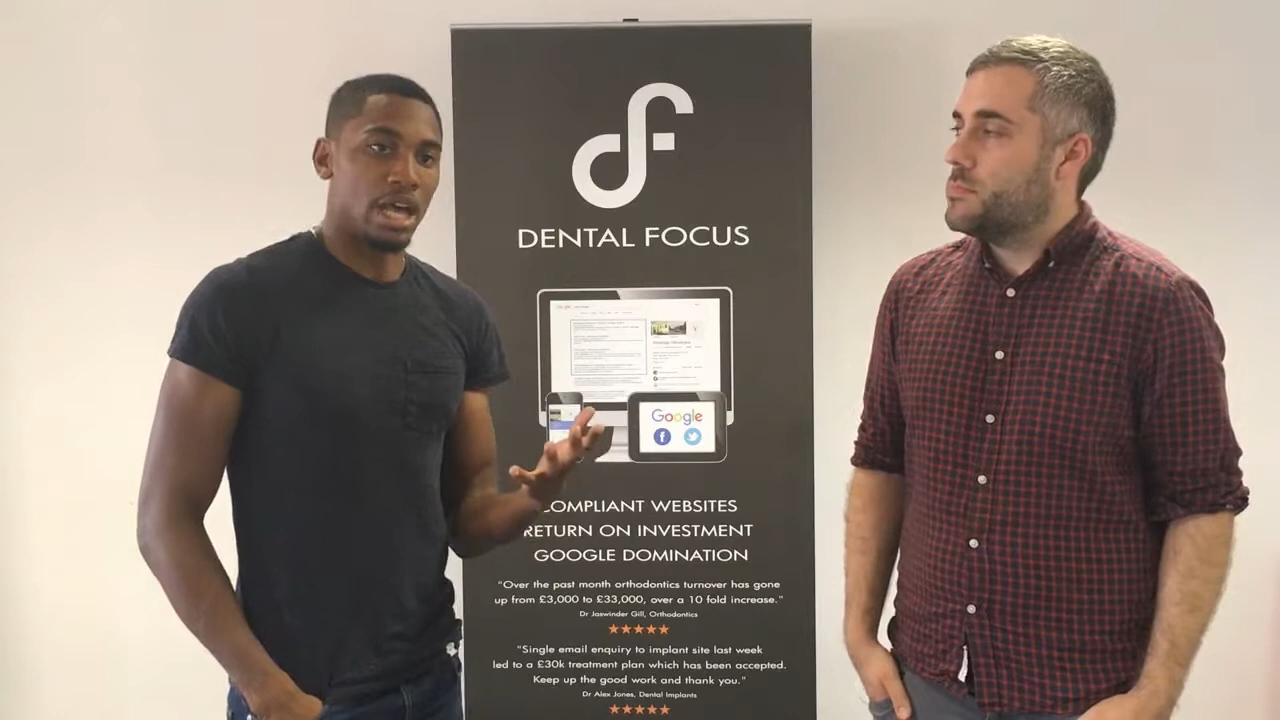 DENTAL FOCUS
Google
COMPLIANT WEBSITES
RETURN ON INVESTMENT
GOOGLE DOMINATION
"Over the past month orthodontics turnover has gone
up from £3,000 to £33,000, over a 10 fold increase."
Dr Jaswinder Gill, Orthodontics
"Single email enquiry to implant site last week
led to a £30k treatment plan which has been accepted.
Keep up the good work and thank you."
Dr Alex Jones, Dental Implants